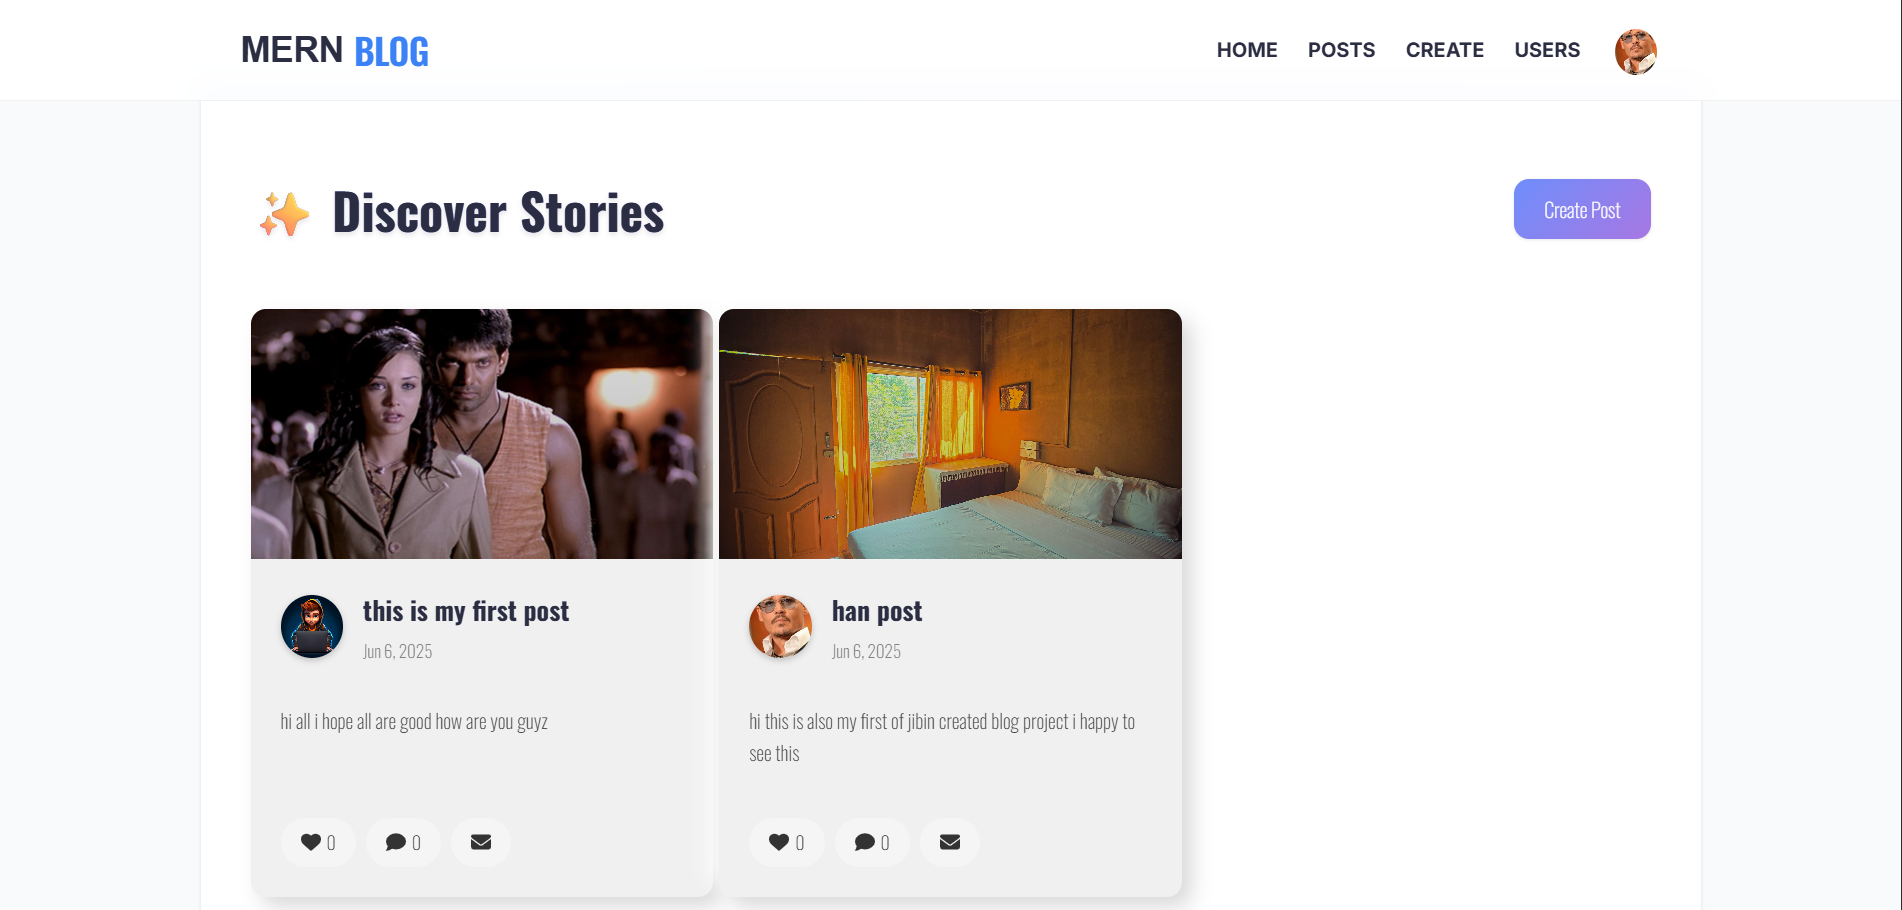 MERN BLOG
HOME POSTS CREATE USERS
Discover Stories
Create Post
this is my first post
Jun 6, 2025
hi all i hope all are good how are you guyz
0 0
han post
Jun 6, 2025
hi this is also my first of jibin created blog project i happy to
see this
0 0